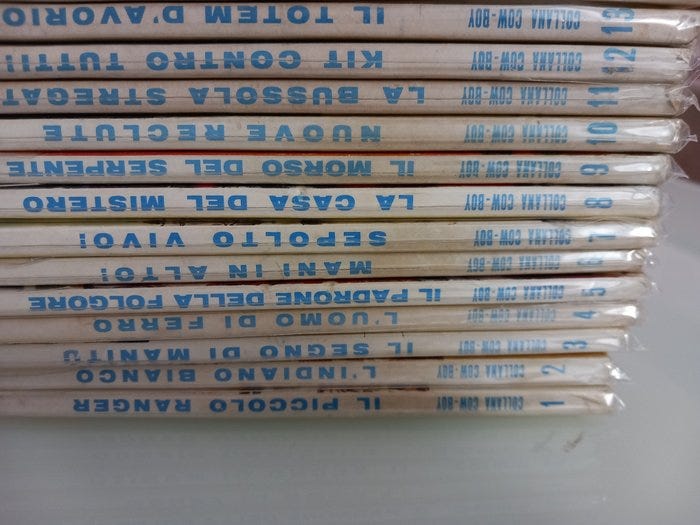 13 COLLANA COW-BOY IL TOTEM D'AVORIO
12 COLLANA COW-BOY KIT CONTRO TUTTI!
11 COLLANA COW-BOY LA BUSSOLA STREGAT
10 COLLANA COW-BOY NUOVE RECLUTE
9 COLLANA COW-BOY IL MORSO DEL SERPENTE
8 COLLANA COW-BOY LA CASA DEL MISTERO
7 COLLANA COW-BOY SEPOLTO VIVO!
6 COLLANA COW-BOY MANI IN ALTO!
5 COLLANA COW-BOY IL PADRONE DELLA FOLGORE
4 COLLANA COW-BOY L'UOMO DI FERRO
3 COLLANA COW-BOY IL SEGNO DI MANITÙ
2 COLLANA COW-BOY L'INDIANO BIANCO
1 COLLANA COW-BOY IL PICCOLO RANGER